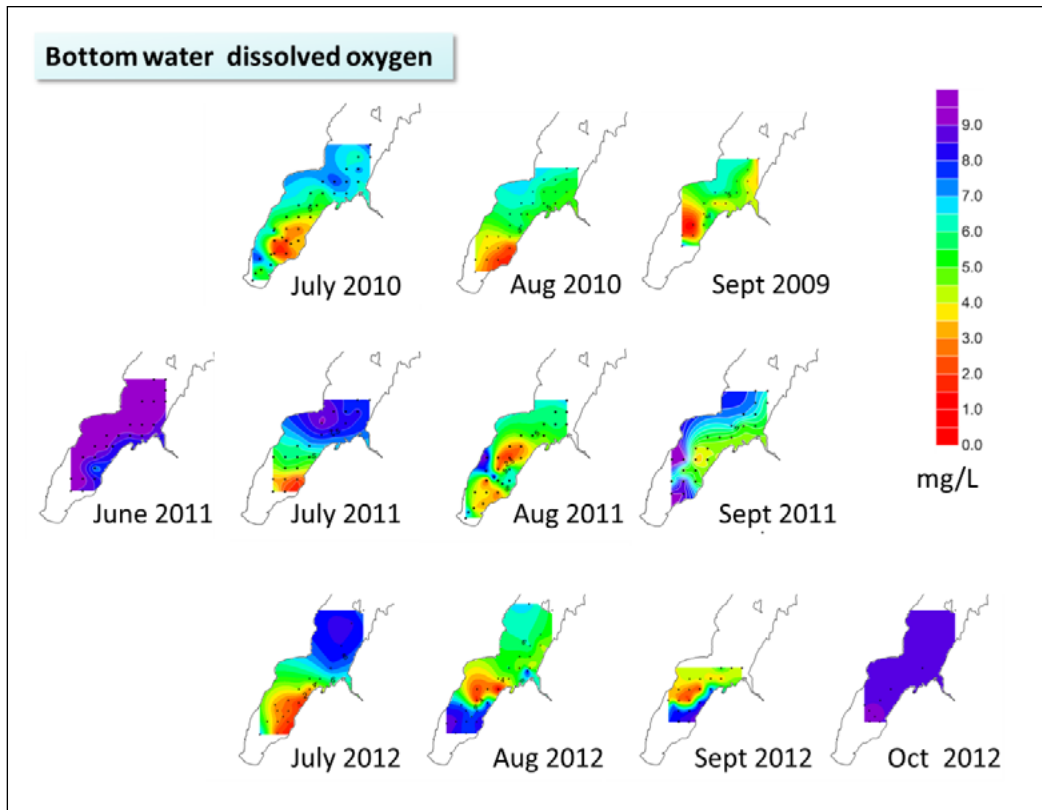 Bottom water dissolved oxygen
July 2010
Aug 2010
Sept 2009
9.0
8.0
7.0
6.0
5.0
4.0
3.0
2.0
1.0
0.0
mg/L
June 2011
July 2011
Aug 2011
Sept 2011
July 2012
Aug 2012
Sept 2012
Oct 2012